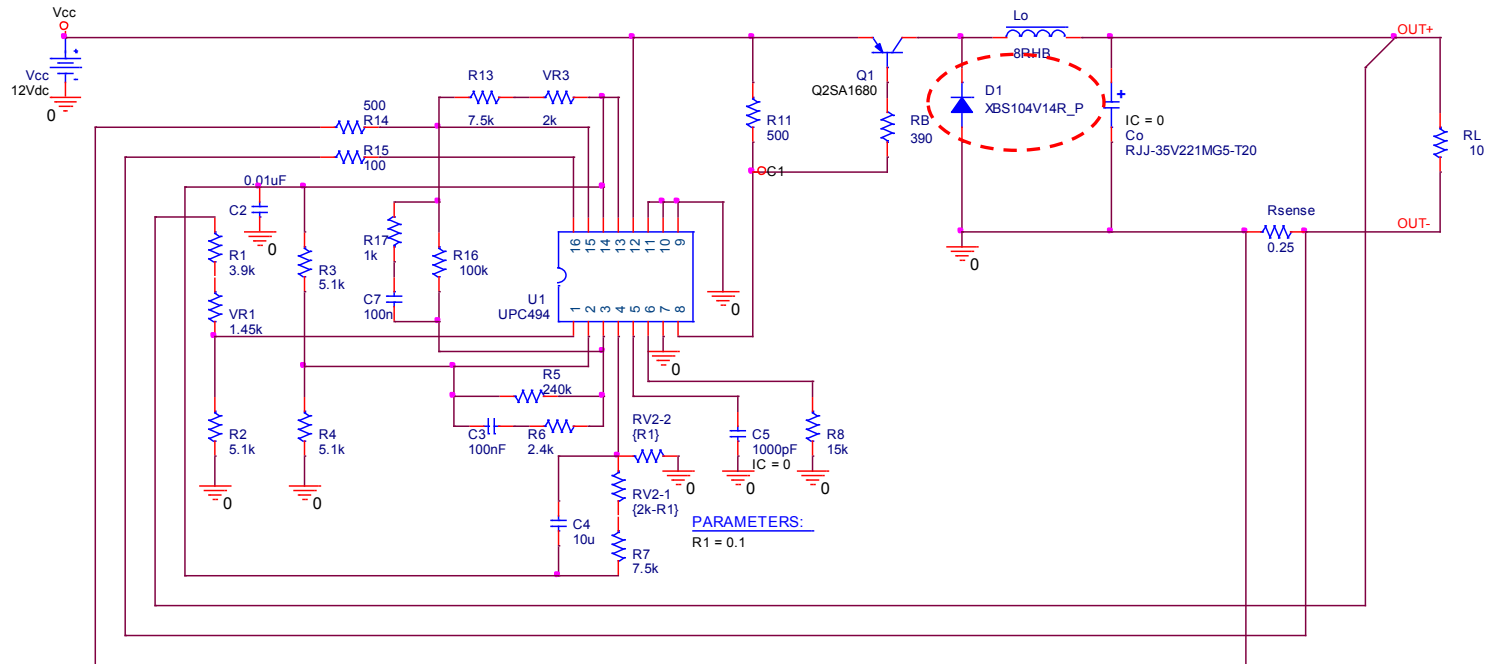 Vcc
Vcc
12Vdc
0
R13
7.5k
VR3
2k
500
R14
R15
100
0.01uF
C2
0
R1
3.9k
VR1
1.45k
R2
5.1k
0
R3
5.1k
R4
5.1k
0
R17
1k
C7
100n
R16
100k
U1
UPC494
16 15 14 13 12 11 10 9
1 2 3 4 5 6 7 8
0
0
R11
500
C1
Q1
Q2SA1680
RB
390
Lo
8RHB
D1
XBS104V14R_P
IC = 0
Co
RJJ-35V221MG5-T20
0
OUT+
RL
10
OUT-
Rsense
0.25
R5
240k
C3
100nF
R6
2.4k
RV2-2
{R1}
0
RV2-1
{2k-R1}
C4
10u
R7
7.5k
C5
1000pF
IC = 0
0
R8
15k
0
PARAMETERS:
R1 = 0.1